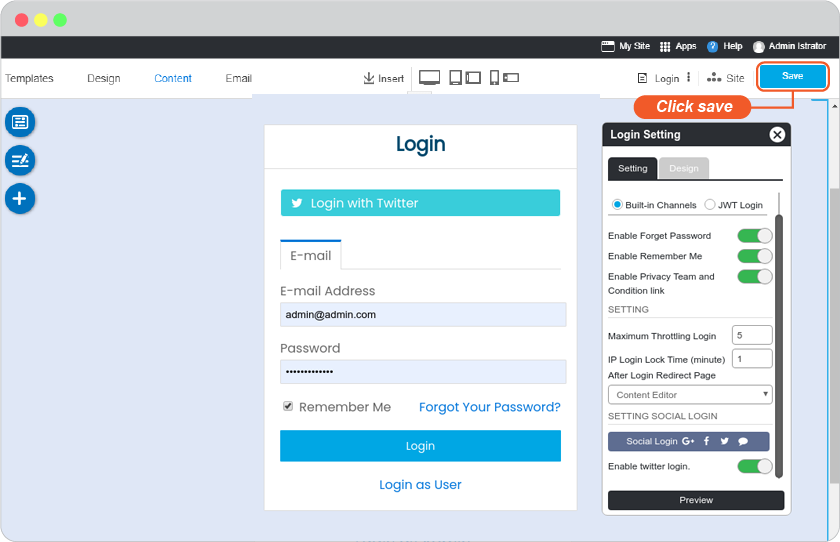 My Site Apps ? Help Admin Istrator
Templates Design Content Email Insert Login Site Save
Click save
Login
Login with Twitter
E-mail
E-mail Address
admin@admin.com
Password
•••••••••••••
Remember Me Forgot Your Password?
Login
Login as User
Login Setting
Setting Design
Built-in Channels JWT Login
Enable Forget Password
Enable Remember Me
Enable Privacy Team and
Condition link
SETTING
Maximum Throttling Login 5
IP Login Lock Time (minute) 1
After Login Redirect Page
Content Editor
SETTING SOCIAL LOGIN
Social Login G+ f
Enable twitter login.
Preview